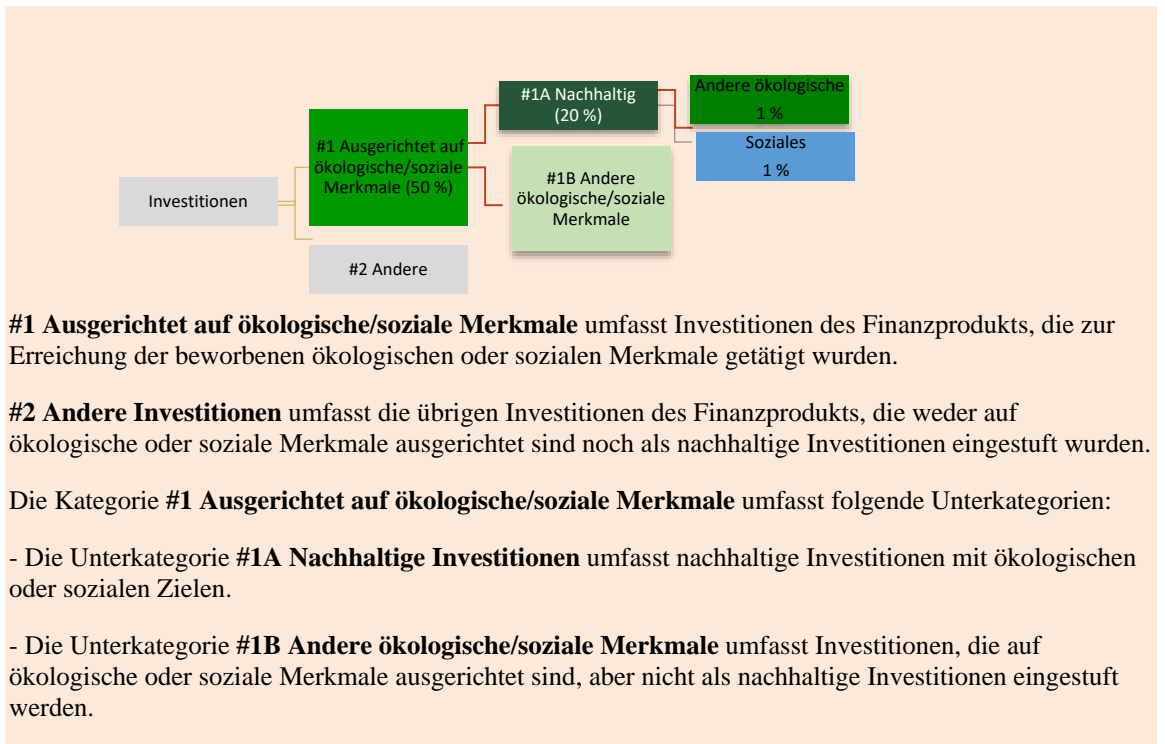 Investitionen
#1 Ausgerichtet auf
ökologische/soziale
Merkmale (50 %)
#2 Andere
#1A Nachhaltig
(20 %)
#1B Andere
ökologische/soziale
Merkmale
Andere ökologische
1 %
Soziales
1 %
#1 Ausgerichtet auf ökologische/soziale Merkmale umfasst Investitionen des Finanzprodukts, die zur
Erreichung der beworbenen ökologischen oder sozialen Merkmale getätigt wurden.
#2 Andere Investitionen umfasst die übrigen Investitionen des Finanzprodukts, die weder auf
ökologische oder soziale Merkmale ausgerichtet sind noch als nachhaltige Investitionen eingestuft wurden.
Die Kategorie #1 Ausgerichtet auf ökologische/soziale Merkmale umfasst folgende Unterkategorien:
- Die Unterkategorie #1A Nachhaltige Investitionen umfasst nachhaltige Investitionen mit ökologischen
oder sozialen Zielen.
- Die Unterkategorie #1B Andere ökologische/soziale Merkmale umfasst Investitionen, die auf
ökologische oder soziale Merkmale ausgerichtet sind, aber nicht als nachhaltige Investitionen eingestuft
werden.